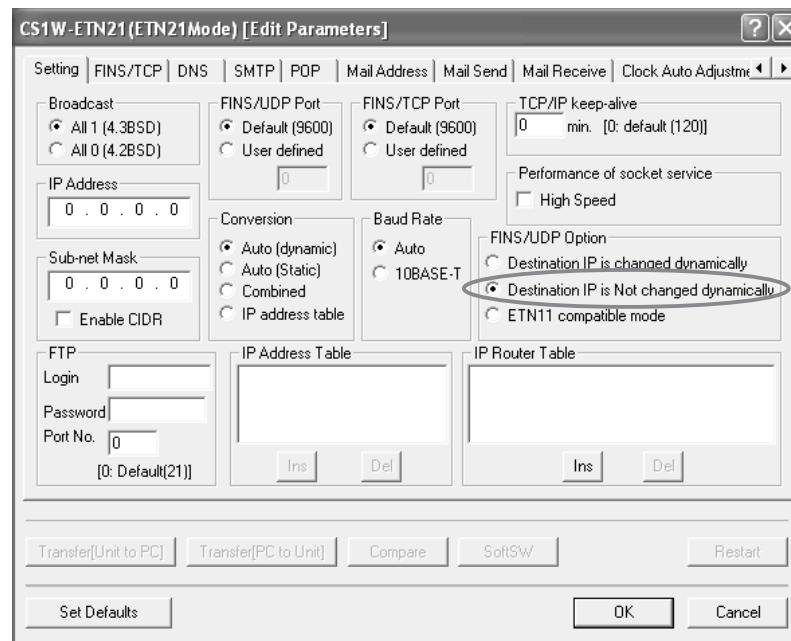 CS1W-ETN21(ETN21Mode) [Edit Parameters]
Setting FINS/TCP DNS SMTP POP Mail Address Mail Send Mail Receive Clock Auto Adjustme
Broadcast
All 1 (4.3BSD)
All 0 (4.2BSD)
FINS/UDP Port
Default (9600)
User defined
0
FINS/TCP Port
Default (9600)
User defined
0
TCP/IP keep-alive
0 min. [0: default (120)]
IP Address
0 . 0 . 0 . 0
Performance of socket service
High Speed
Sub-net Mask
0 . 0 . 0 . 0
Enable CIDR
Conversion
Auto (dynamic)
Auto (Static)
Combined
IP address table
Baud Rate
Auto
10BASE-T
FINS/UDP Option
Destination IP is changed dynamically
Destination IP is Not changed dynamically
ETN11 compatible mode
FTP
Login
Password
Port No. 0
[0: Default(21)]
IP Address Table
Ins Del
IP Router Table
Ins Del
Transfer[Unit to PC] Transfer[PC to Unit] Compare SoftSW Restart
Set Defaults OK Cancel